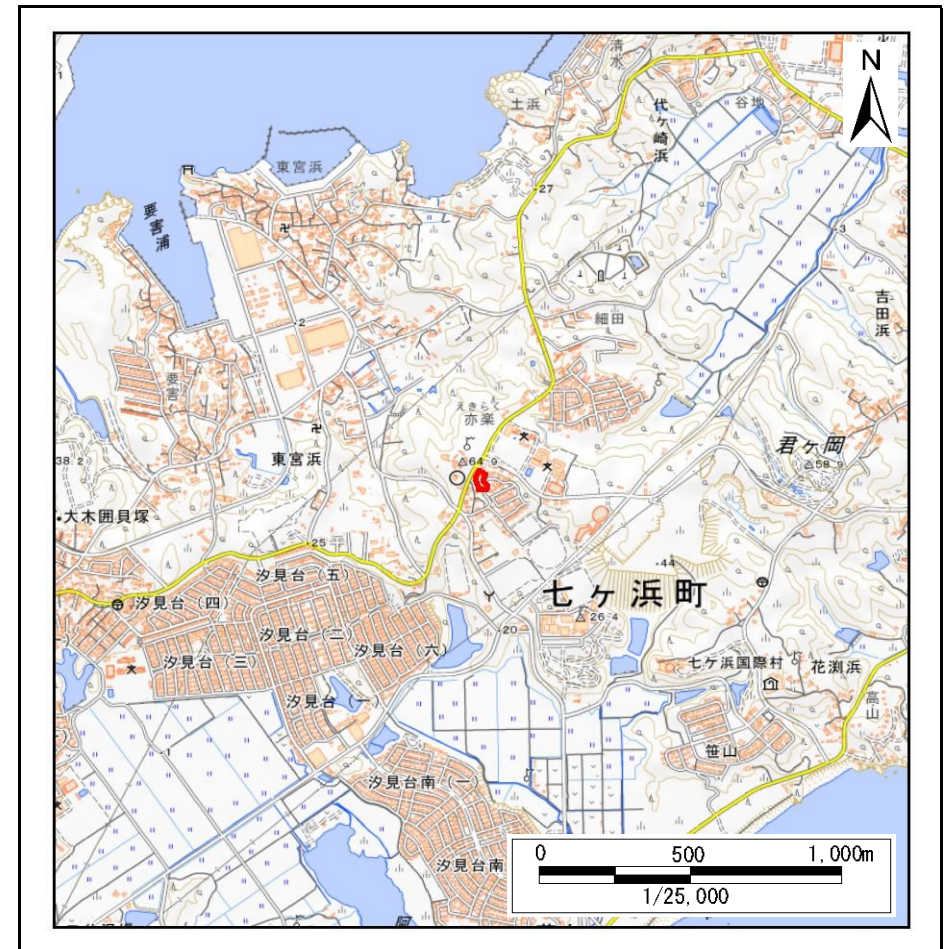 清水
N
土浜
代ヶ崎浜
谷地
東宮浜
27
要害浦
3
吉田浜
2
細田
要害
えきらく
亦楽
君ヶ岡
38.2
東宮浜
64.9
58.9
大木囲貝塚
25
44
汐見台(五)
七ヶ浜町
汐見台(四)
26.4
汐見台(二)
20
汐見台(三)
汐見台(六)
七ケ浜国際村
花渕浜
高山
汐見台(一)
笹山
1
汐見台南(一)
汐見台南
0 500 1,000m
1/25,000